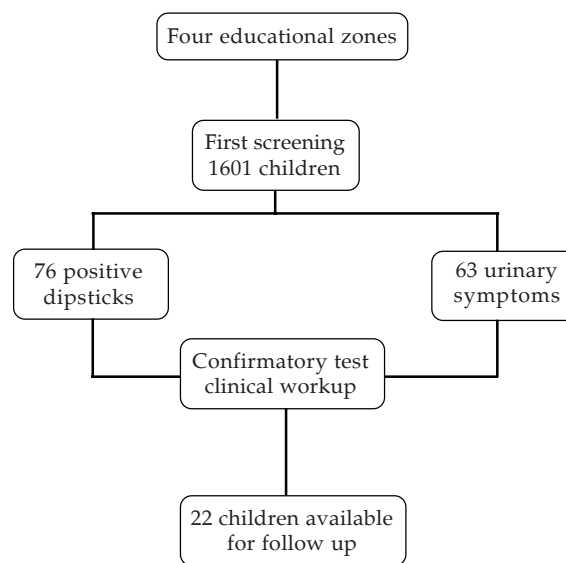 Four educational zones
First screening
1601 children
76 positive
dipsticks
63 urinary
symptoms
Confirmatory test
clinical workup
22 children available
for follow up